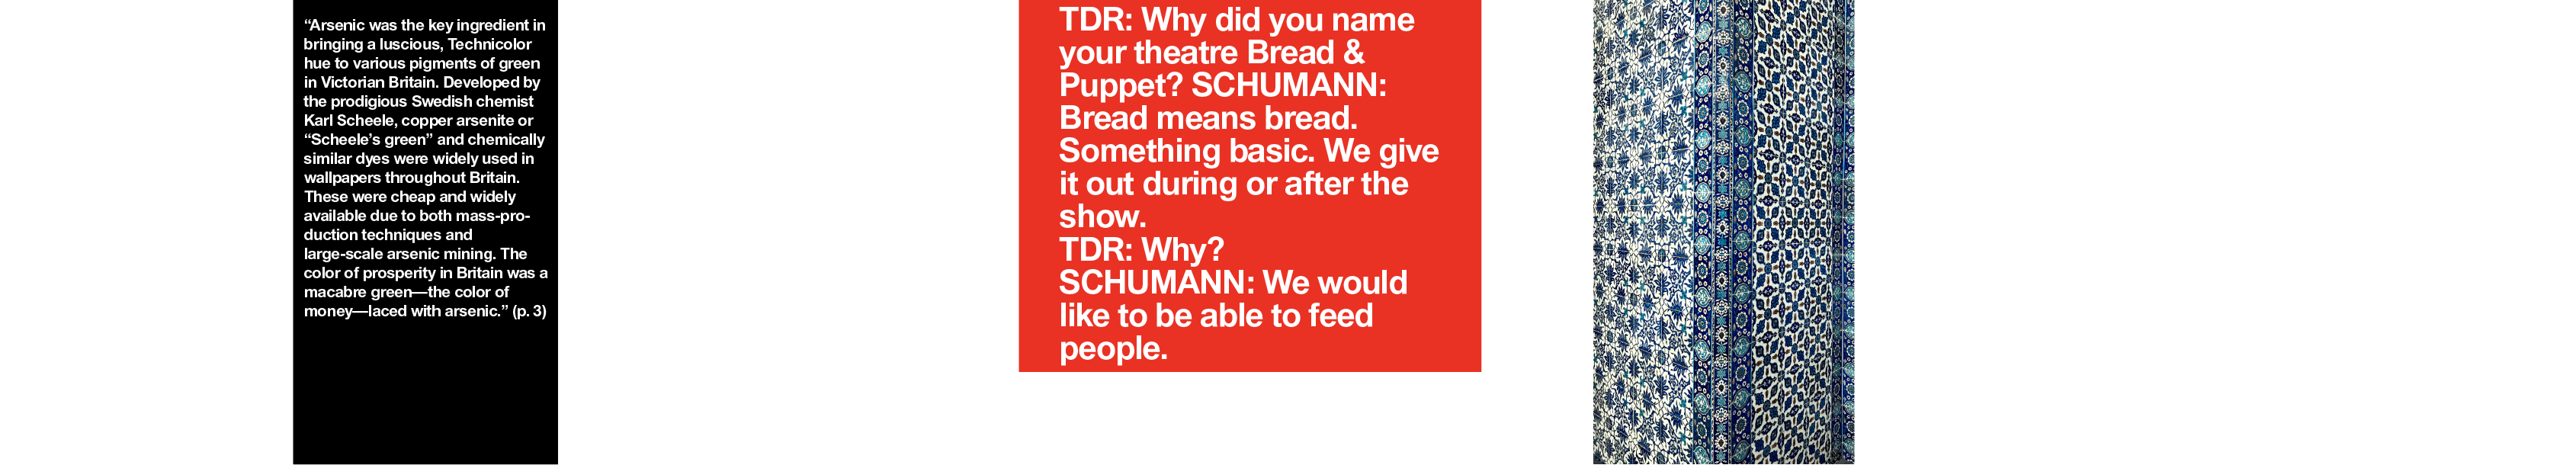 “Arsenic was the key ingredient in
bringing a luscious, Technicolor
hue to various pigments of green
in Victorian Britain. Developed by
the prodigious Swedish chemist
Karl Scheele, copper arsenite or
“Scheele’s green” and chemically
similar dyes were widely used in
wallpapers throughout Britain.
These were cheap and widely
available due to both mass-pro-
duction techniques and
large-scale arsenic mining. The
color of prosperity in Britain was a
macabre green—the color of
money—laced with arsenic.” (p. 3)
TDR: Why did you name
your theatre Bread &
Puppet? SCHUMANN:
Bread means bread.
Something basic. We give
it out during or after the
show.
TDR: Why?
SCHUMANN: We would
like to be able to feed
people.